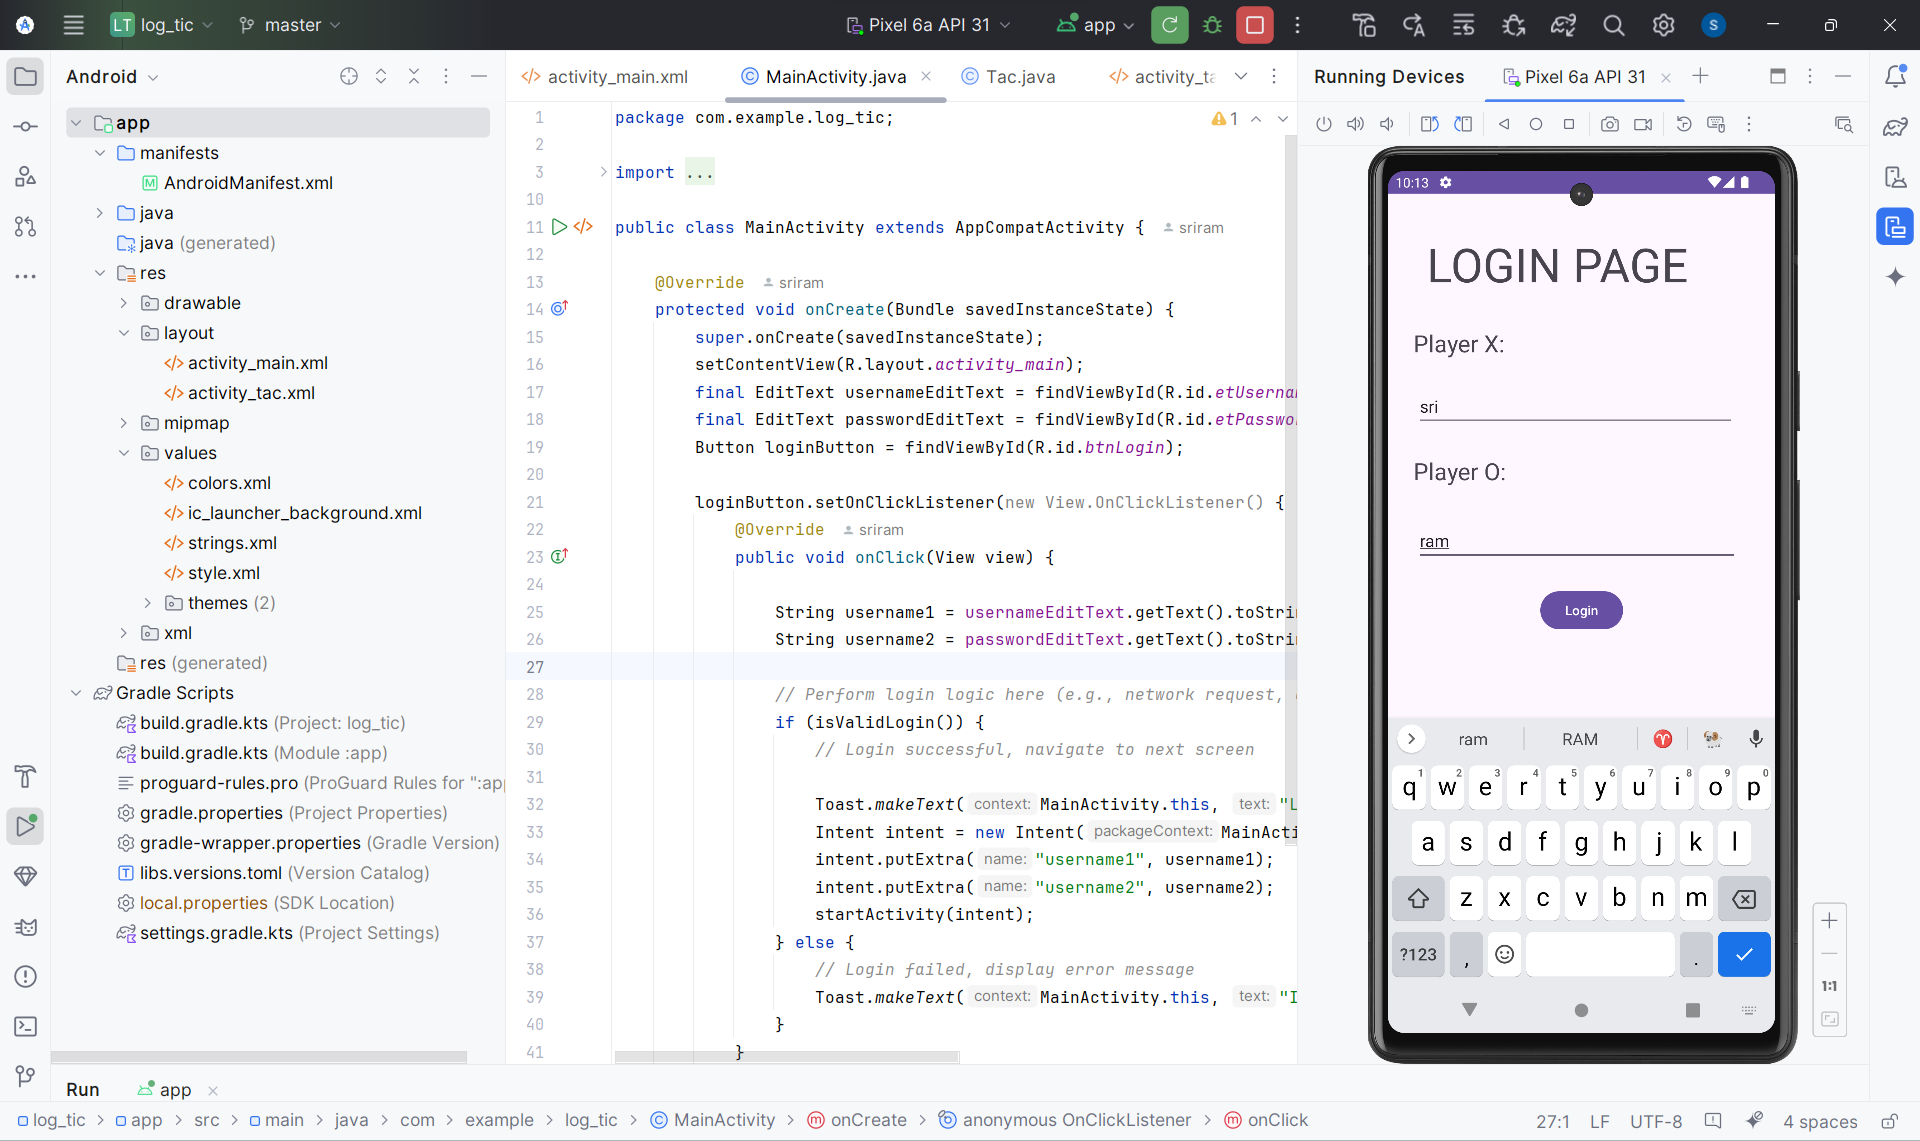 LT log_tic master Pixel 6a API 31 app S
Android
app
manifests
AndroidManifest.xml
java
java (generated)
res
drawable
layout
activity_main.xml
activity_tac.xml
mipmap
values
colors.xml
ic_launcher_background.xml
strings.xml
style.xml
themes (2)
xml
res (generated)
Gradle Scripts
build.gradle.kts (Project: log_tic)
build.gradle.kts (Module :app)
proguard-rules.pro (ProGuard Rules for ":app
gradle.properties (Project Properties)
gradle-wrapper.properties (Gradle Version)
libs.versions.toml (Version Catalog)
local.properties (SDK Location)
settings.gradle.kts (Project Settings)
activity_main.xml MainActivity.java Tac.java activity_ta
1 package com.example.log_tic; 1
2
3 import ...
10
11 public class MainActivity extends AppCompatActivity { sriram
12
13 @Override sriram
14 protected void onCreate(Bundle savedInstanceState) {
15 super.onCreate(savedInstanceState);
16 setContentView(R.layout.activity_main);
17 final EditText usernameEditText = findViewById(R.id.etUserna
18 final EditText passwordEditText = findViewById(R.id.etPasswo
19 Button loginButton = findViewById(R.id.btnLogin);
20
21 loginButton.setOnClickListener(new View.OnClickListener() {
22 @Override sriram
23 public void onClick(View view) {
24
25 String username1 = usernameEditText.getText().toStri
26 String username2 = passwordEditText.getText().toStri
27
28 // Perform login logic here (e.g., network request,
29 if (isValidLogin()) {
30 // Login successful, navigate to next screen
31
32 Toast.makeText( context: MainActivity.this, text: "L
33 Intent intent = new Intent( packageContext: MainActi
34 intent.putExtra( name: "username1", username1);
35 intent.putExtra( name: "username2", username2);
36 startActivity(intent);
37 } else {
38 // Login failed, display error message
39 Toast.makeText( context: MainActivity.this, text: "I
40 }
41 }
Running Devices Pixel 6a API 31
10:13
LOGIN PAGE
Player X:
sri
Player O:
ram
Login
ram RAM
q1 w2 e3 r4 t5 y6 u7 i8 o9 p0
a s d f g h j k l
z x c v b n m
?123 , .
1:1
Run app
log_tic > app > src > main > java > com > example > log_tic > MainActivity > onCreate > anonymous OnClickListener > onClick 27:1 LF UTF-8 4 spaces